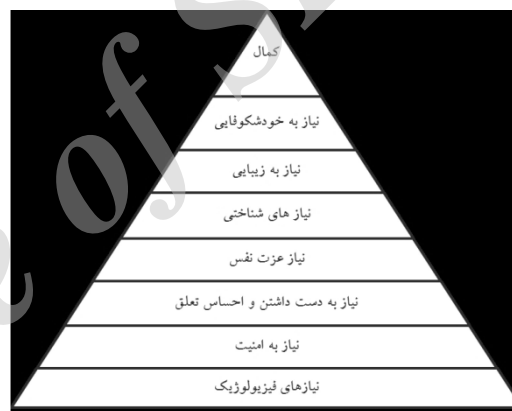 کمال
نیاز به خودشکوفایی
نیاز به زیبایی
نیاز های شناختی
نیاز عزت نفس
نیاز به دست داشتن و احساس تعلق
نیاز به امنیت
نیازهای فیزیولوژیک